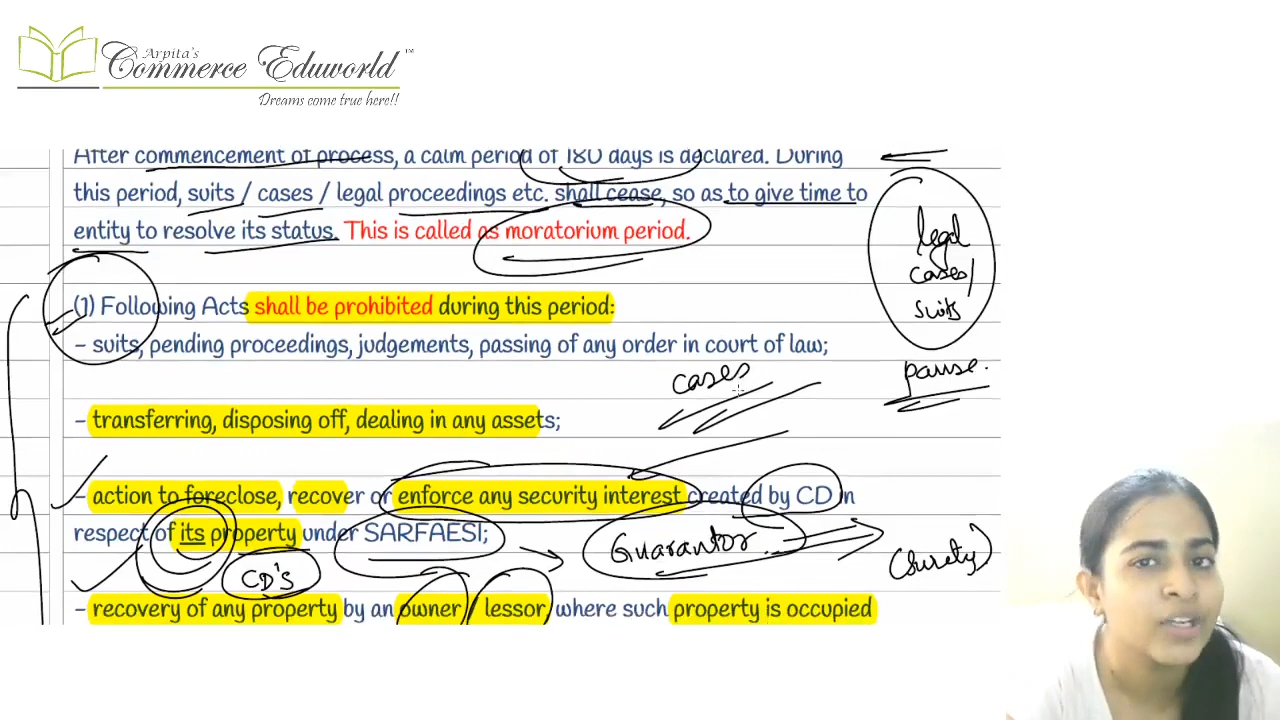 Arpita's
Commerce Eduworld™
Dreams come true here!!
After commencement of process, a calm period of 180 days is declared. During
this period, suits / cases / legal proceedings etc. shall cease, so as to give time to
entity to resolve its status. This is called as moratorium period.
legal
cases/
suits
pause.
(1) Following Acts shall be prohibited during this period:
- suits, pending proceedings, judgements, passing of any order in court of law;
cases
- transferring, disposing off, dealing in any assets;
- action to foreclose, recover or enforce any security interest created by CD in
respect of its property under SARFAESI;
Guarantor.
(Surety)
CD's
- recovery of any property by an owner / lessor where such property is occupied